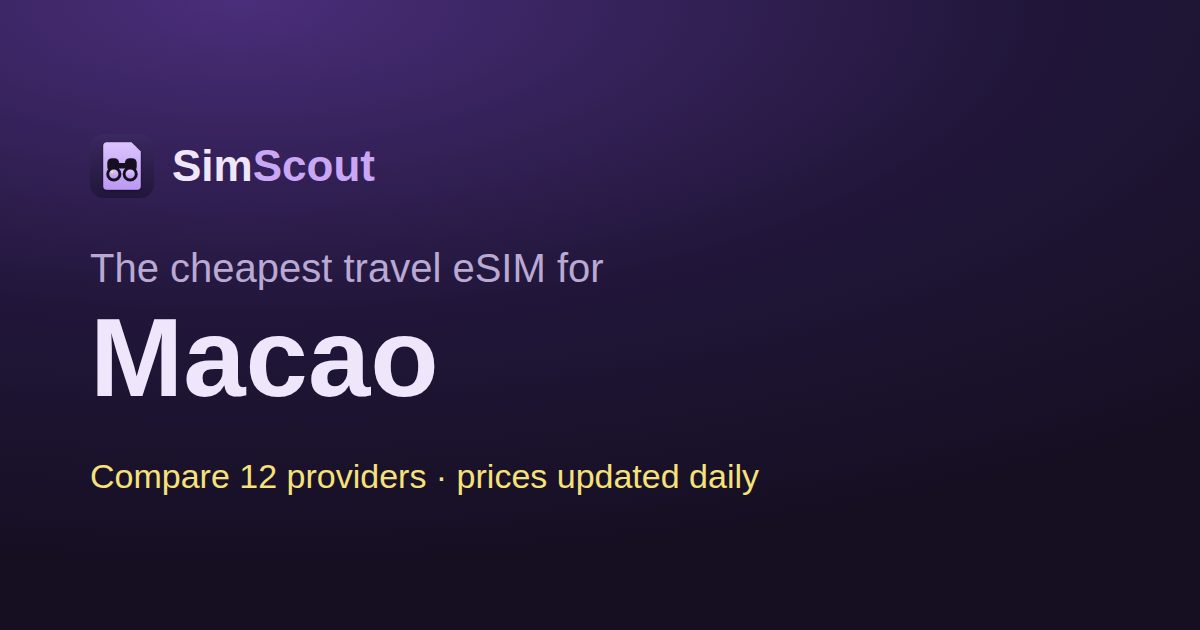 SimScout
The cheapest travel eSIM for
Macao
Compare 12 providers · prices updated daily